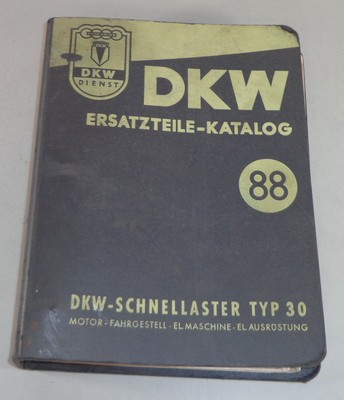 DKW
DIENST
DKW
ERSATZTEILE-KATALOG
88
DKW-SCHNELLASTER TYP 30
MOTOR-FAHRGESTELL-EL.MASCHINE-EL.AUSRÜSTUNG